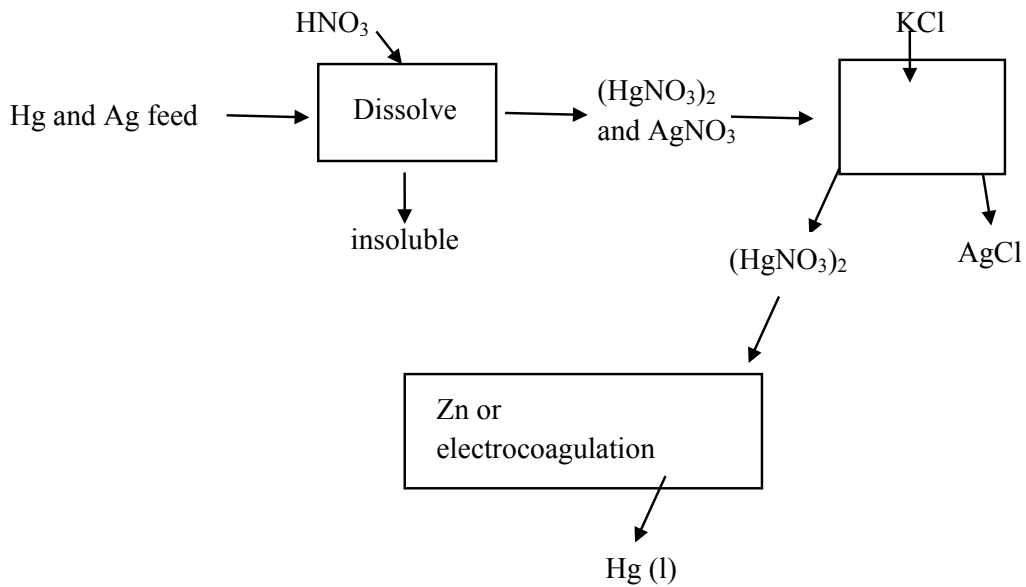 HNO₃
KCl
Hg and Ag feed
Dissolve
(HgNO₃)₂
and AgNO₃
insoluble
(HgNO₃)₂
AgCl
Zn or
electrocoagulation
Hg (l)